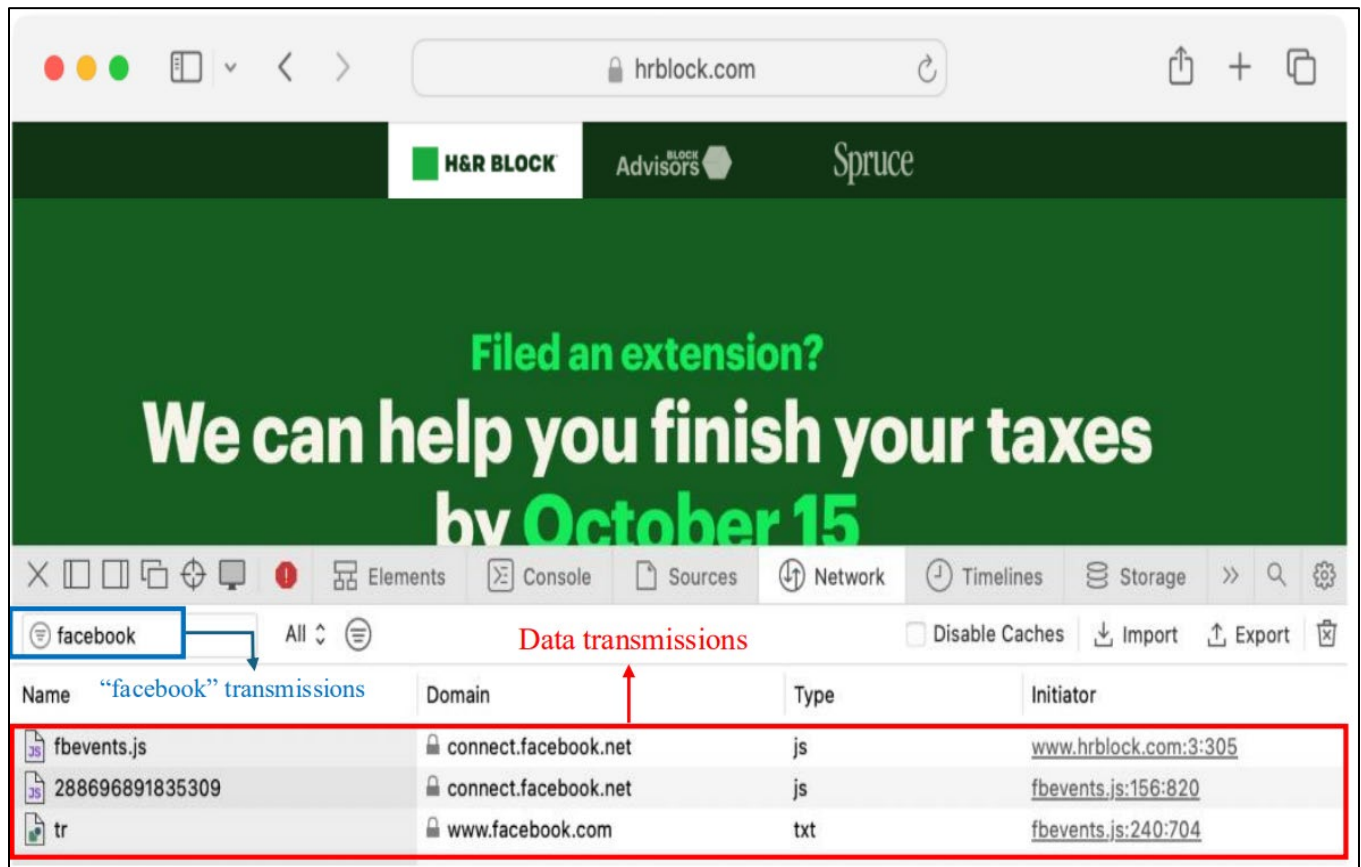 hrblock.com
H&R BLOCK
BLOCK
Advisors
Spruce
Filed an extension?
We can help you finish your taxes
by October 15
Elements Console Sources Network Timelines Storage
facebook All Data transmissions Disable Caches Import Export
Name "facebook" transmissions Domain Type Initiator
JS fbevents.js connect.facebook.net js www.hrblock.com:3:305
JS 288696891835309 connect.facebook.net js fbevents.js:156:820
tr www.facebook.com txt fbevents.js:240:704